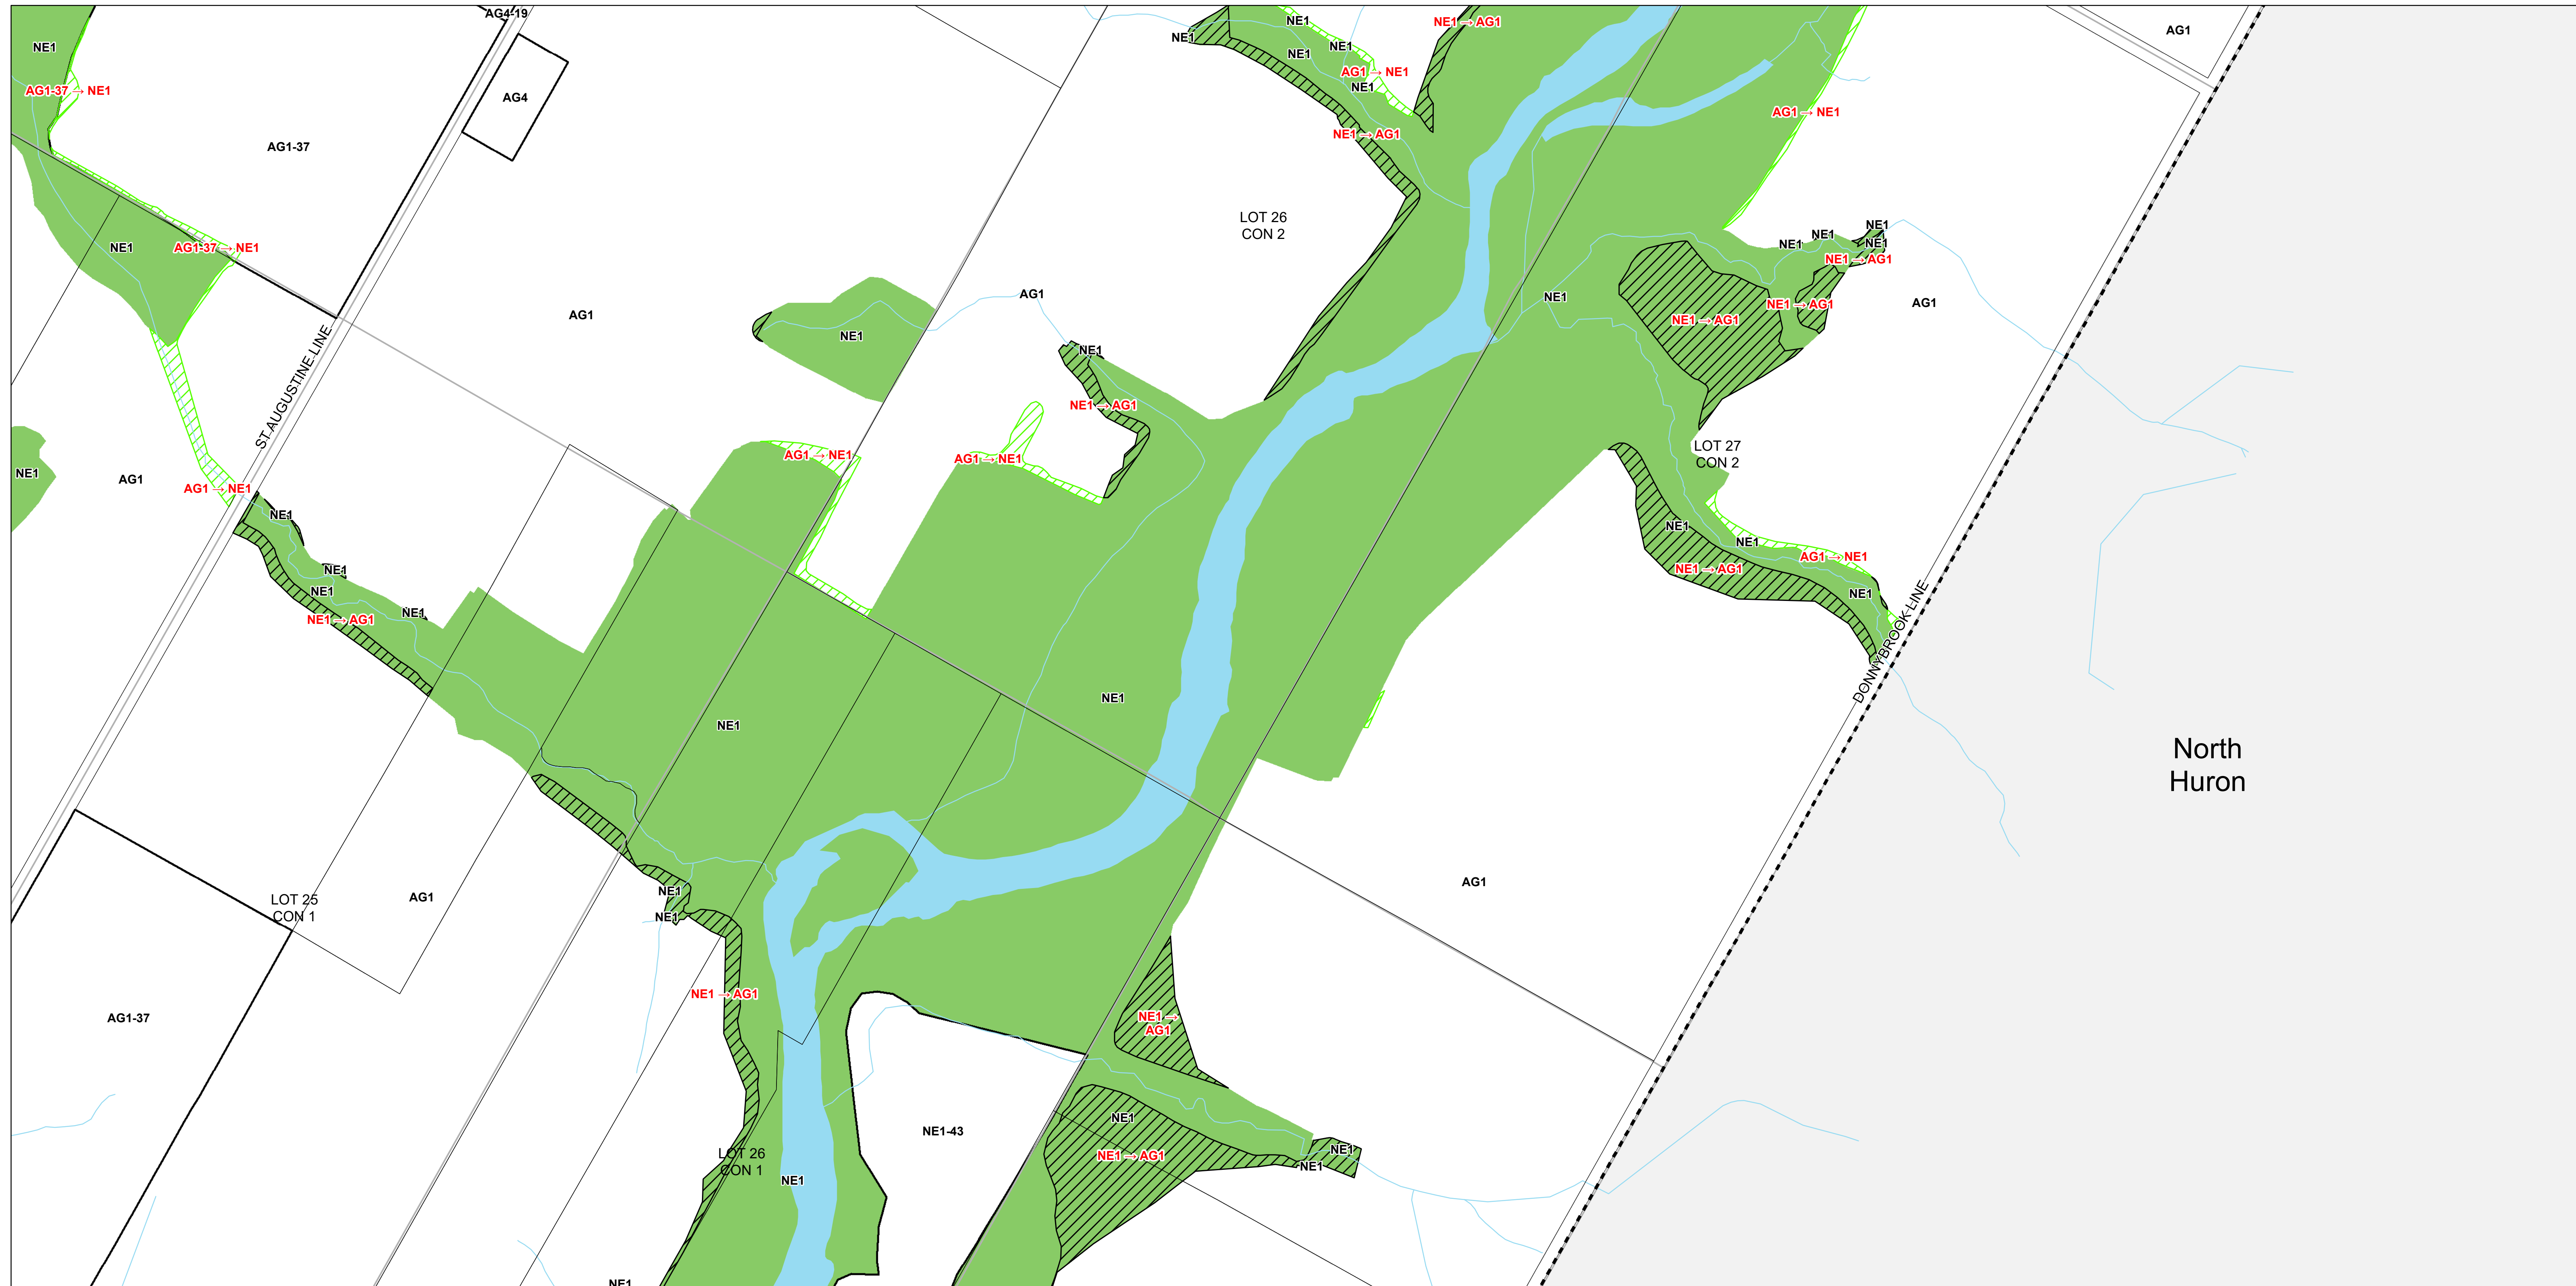 AG4-19
NE1
NE1 → AG1
AG1
NE1
NE1
NE1
NE1
AG1 → NE1
NE1
AG1-37 → NE1
AG4
AG1 → NE1
NE1 → AG1
AG1-37
LOT 26
CON 2
NE1
NE1
NE1
NE1
AG1-37 → NE1
NE1
NE1 → AG1
AG1
NE1
AG1
NE1 → AG1
AG1
NE1 → AG1
NE1
NE1
ST AUGUSTINE LINE
NE1 → AG1
LOT 27
CON 2
AG1 → NE1
AG1 → NE1
NE1
AG1
AG1 → NE1
NE1
NE1
NE1
AG1 → NE1
NE1
NE1 → AG1
NE1
NE1
NE1
NE1 → AG1
DONNYBROOK LINE
NE1
NE1
North
Huron
AG1
NE1
AG1
LOT 25
CON 1
NE1
NE1 → AG1
AG1-37
NE1 →
AG1
NE1
NE1-43
NE1
NE1 → AG1
NE1
LOT 26
CON 1
NE1
NE1